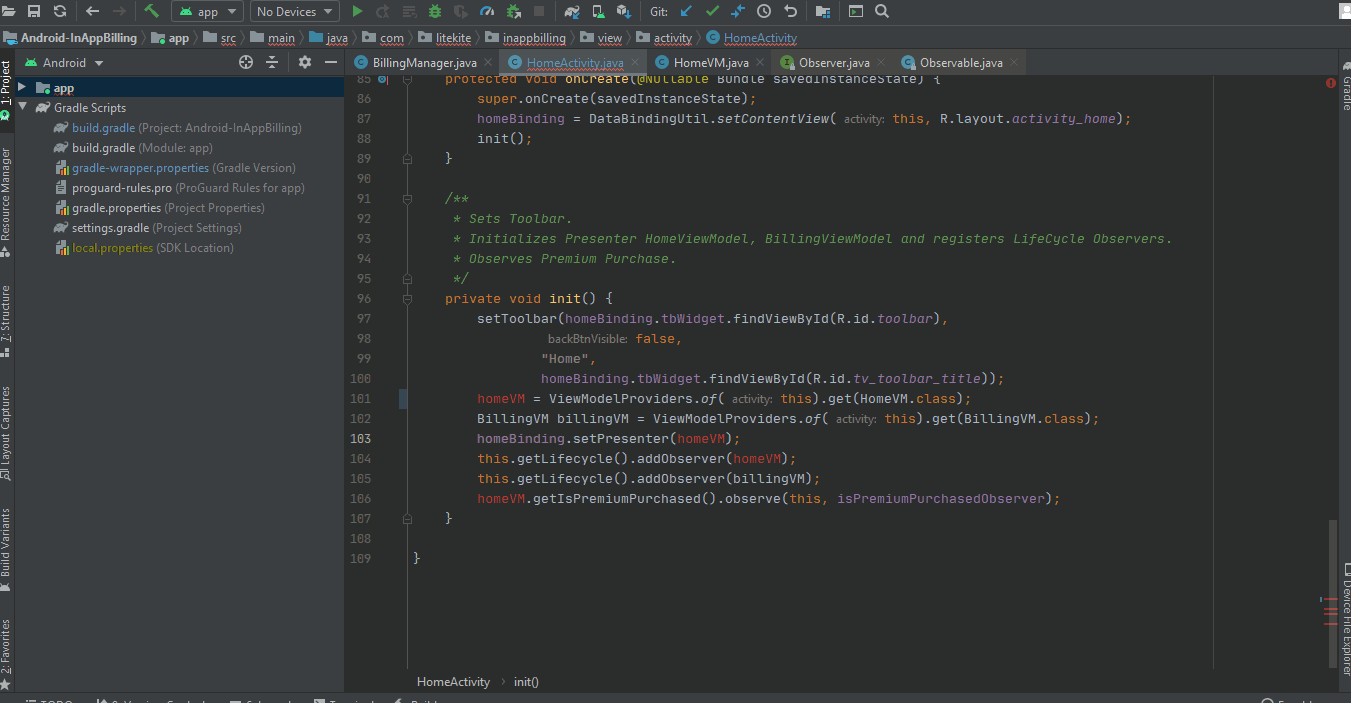 app No Devices Git:
Android-InAppBilling app src main java com litekite inappbilling view activity HomeActivity
Android
BillingManager.java HomeActivity.java HomeVM.java Observer.java Observable.java
1: Project
Resource Manager
7: Structure
Layout Captures
Build Variants
2: Favorites
app
Gradle Scripts
build.gradle (Project: Android-InAppBilling)
build.gradle (Module: app)
gradle-wrapper.properties (Gradle Version)
proguard-rules.pro (ProGuard Rules for app)
gradle.properties (Project Properties)
settings.gradle (Project Settings)
local.properties (SDK Location)
85 protected void onCreate(@Nullable Bundle savedInstanceState) {
86 super.onCreate(savedInstanceState);
87 homeBinding = DataBindingUtil.setContentView( activity: this, R.layout.activity_home);
88 init();
89 }
90
91 /**
92 * Sets Toolbar.
93 * Initializes Presenter HomeViewModel, BillingViewModel and registers LifeCycle Observers.
94 * Observes Premium Purchase.
95 */
96 private void init() {
97 setToolbar(homeBinding.tbWidget.findViewById(R.id.toolbar),
98 backBtnVisible: false,
99 "Home",
100 homeBinding.tbWidget.findViewById(R.id.tv_toolbar_title));
101 homeVM = ViewModelProviders.of( activity: this).get(HomeVM.class);
102 BillingVM billingVM = ViewModelProviders.of( activity: this).get(BillingVM.class);
103 homeBinding.setPresenter(homeVM);
104 this.getLifecycle().addObserver(homeVM);
105 this.getLifecycle().addObserver(billingVM);
106 homeVM.getIsPremiumPurchased().observe(this, isPremiumPurchasedObserver);
107 }
108
109 }
HomeActivity init()
Gradle
Device File Explorer